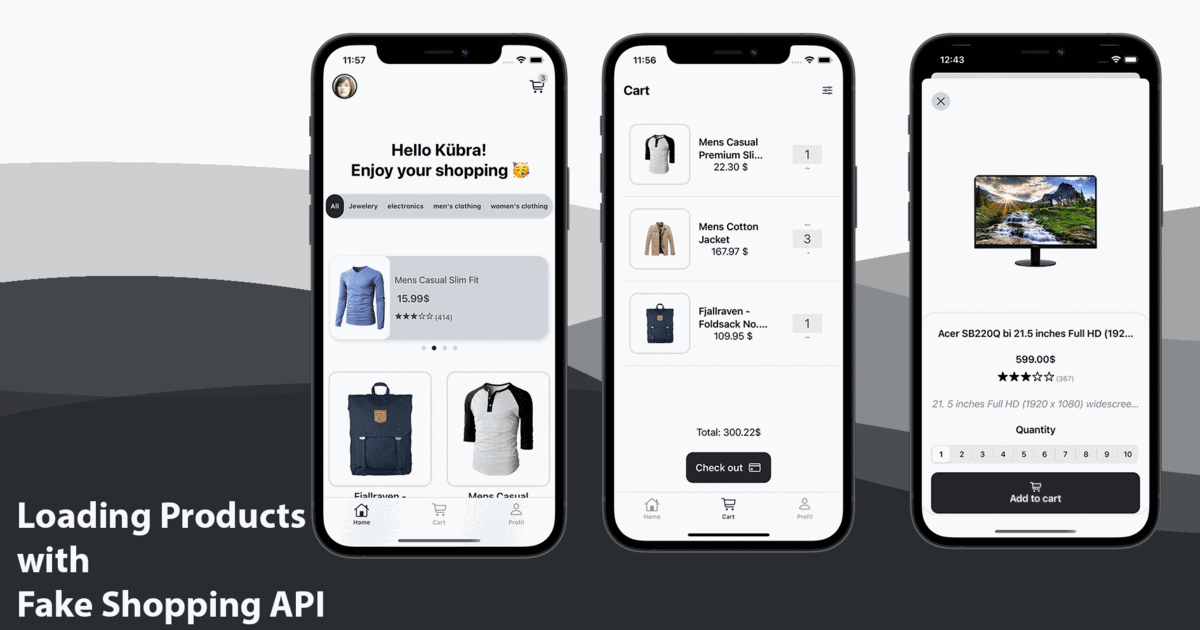 11:57
3
Hello Kübra!
Enjoy your shopping 🥳
All Jewelery electronics men's clothing women's clothing
Mens Casual Slim Fit
15.99$
(414)
Fjallraven -
Mens Casual
Home Cart Profil
11:56
Cart
Mens Casual
Premium Sli...
22.30 $
1
Mens Cotton
Jacket
167.97 $
3
Fjallraven -
Foldsack No....
109.95 $
1
Total: 300.22$
Check out
Home Cart Profil
12:43
Acer SB220Q bi 21.5 inches Full HD (192...
599.00$
(367)
21. 5 inches Full HD (1920 x 1080) widescree...
Quantity
1 2 3 4 5 6 7 8 9 10
Add to cart
Loading Products
with
Fake Shopping API